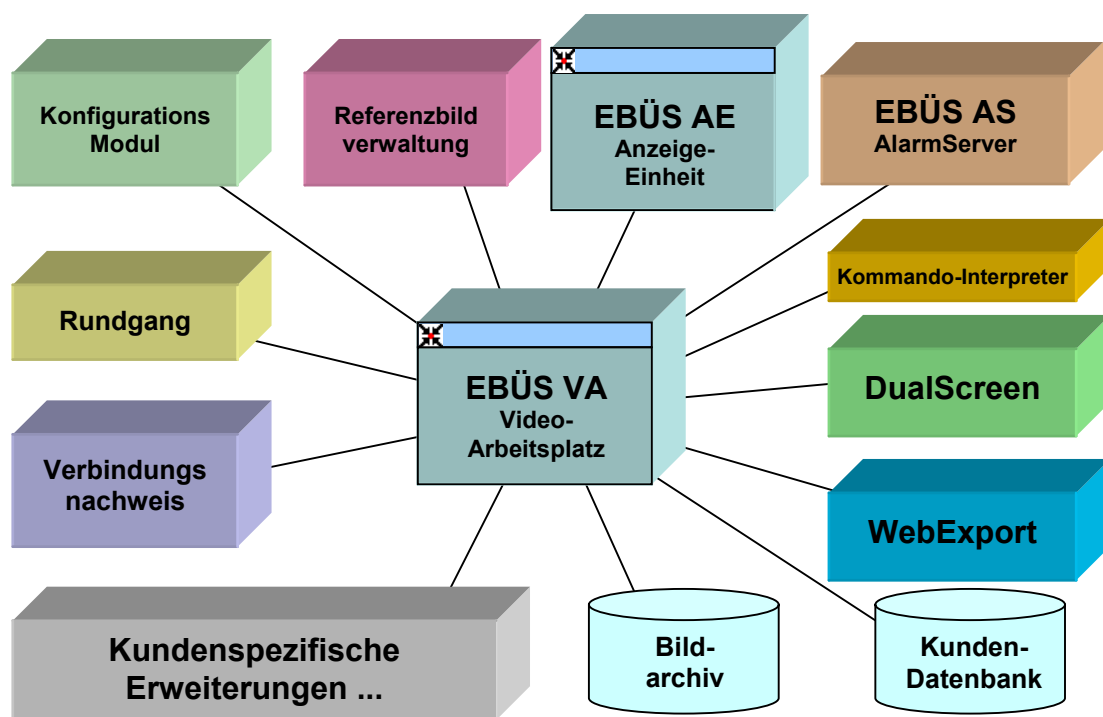 Konfigurations
Modul
Referenzbild
verwaltung
EBÜS AE
Anzeige-
Einheit
EBÜS AS
AlarmServer
Kommando-Interpreter
Rundgang
EBÜS VA
Video-
Arbeitsplatz
DualScreen
Verbindungs
nachweis
WebExport
Kundenspezifische
Erweiterungen ...
Bild-
archiv
Kunden-
Datenbank